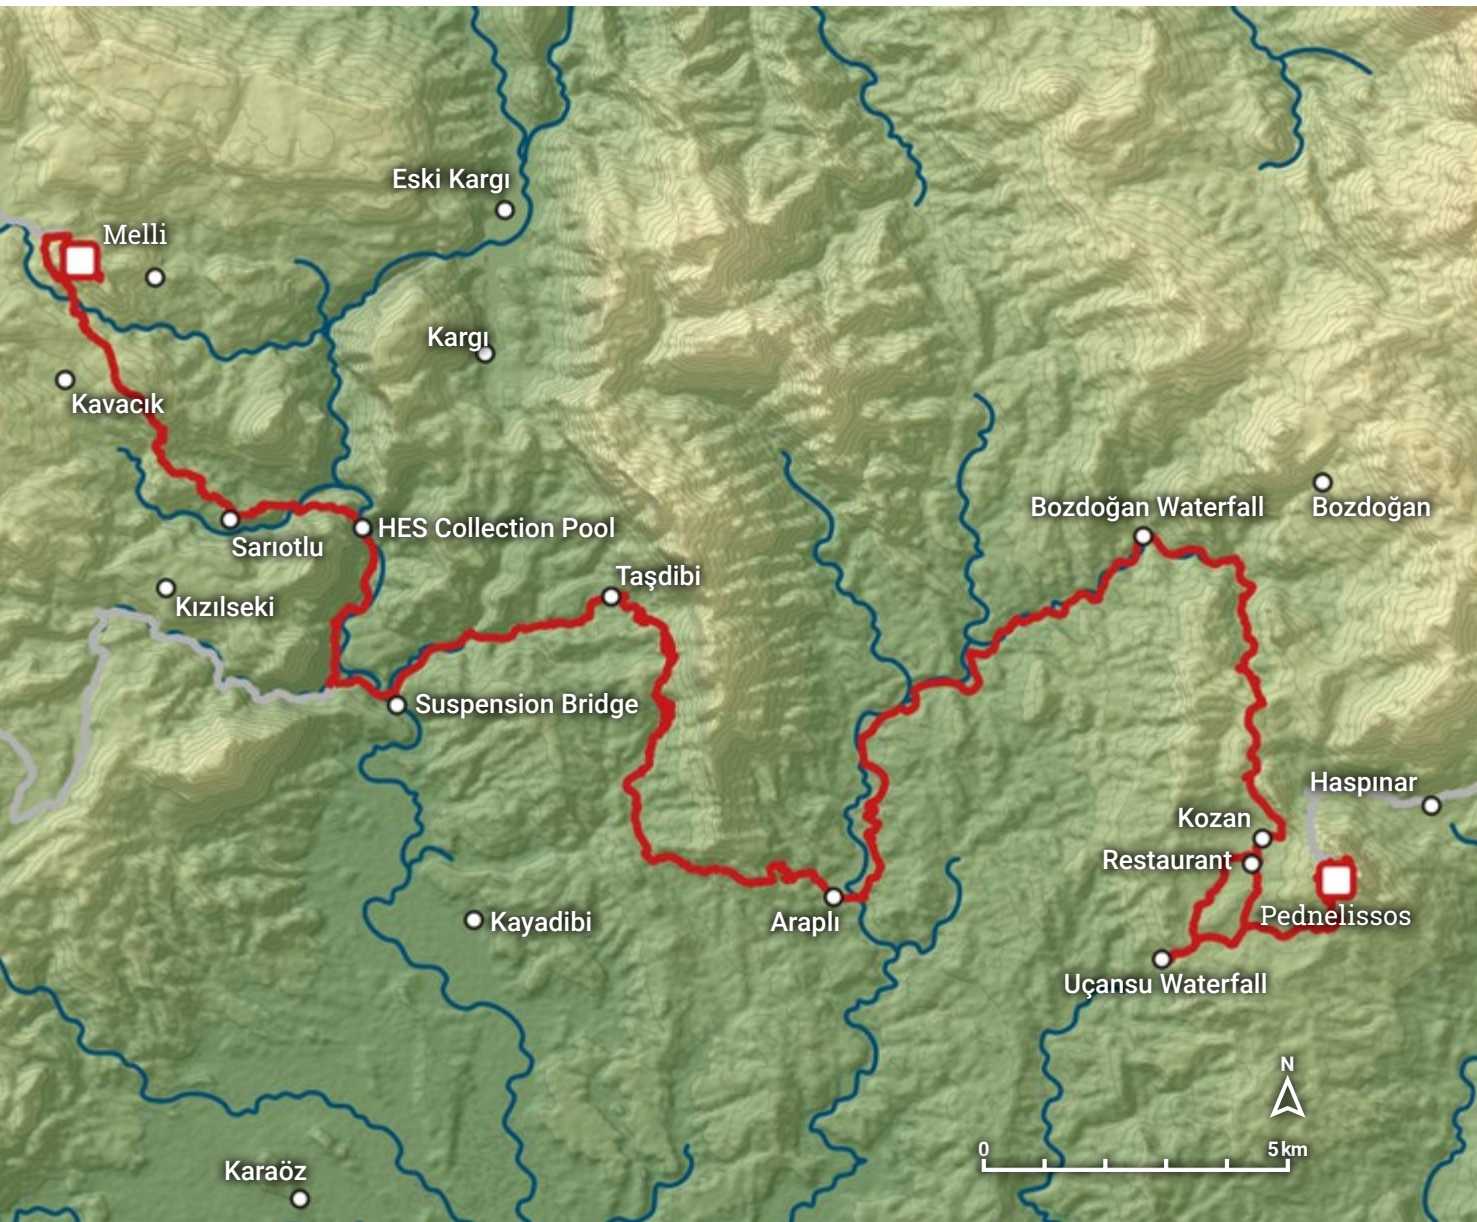 Eski Kargı
Melli
Kargı
Kavacık
Bozdoğan Waterfall
Bozdoğan
HES Collection Pool
Sarıotlu
Taşdibi
Kızılseki
Suspension Bridge
Haspınar
Kozan
Restaurant
Pednelissos
Kayadibi
Araplı
Uçansu Waterfall
N
0
5km
Karaöz